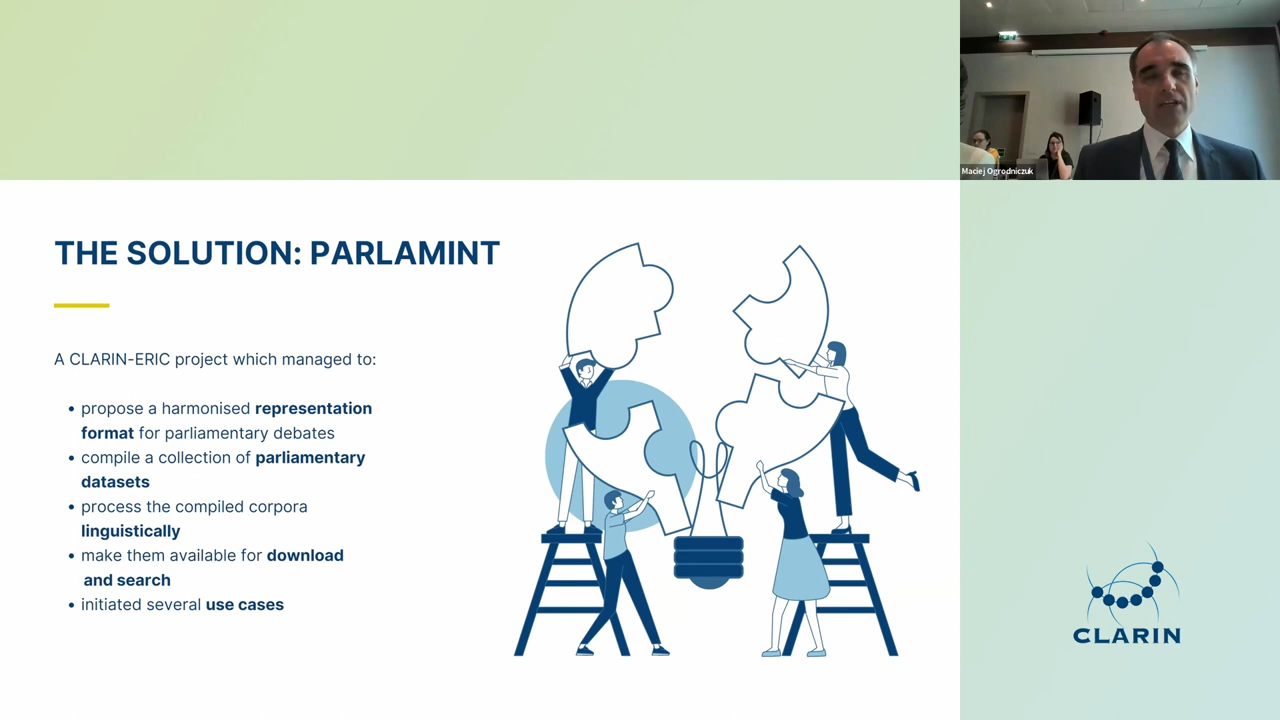 Maciej Ogrodniczuk
THE SOLUTION: PARLAMINT
A CLARIN-ERIC project which managed to:
• propose a harmonised representation
format for parliamentary debates
• compile a collection of parliamentary
datasets
• process the compiled corpora
linguistically
• make them available for download
and search
• initiated several use cases
CLARIN